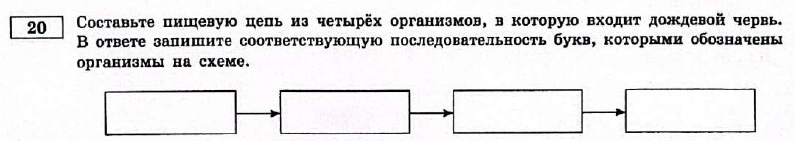 20 Составьте пищевую цепь из четырёх организмов, в которую входит дождевой червь.
В ответе запишите соответствующую последовательность букв, которыми обозначены
организмы на схеме.